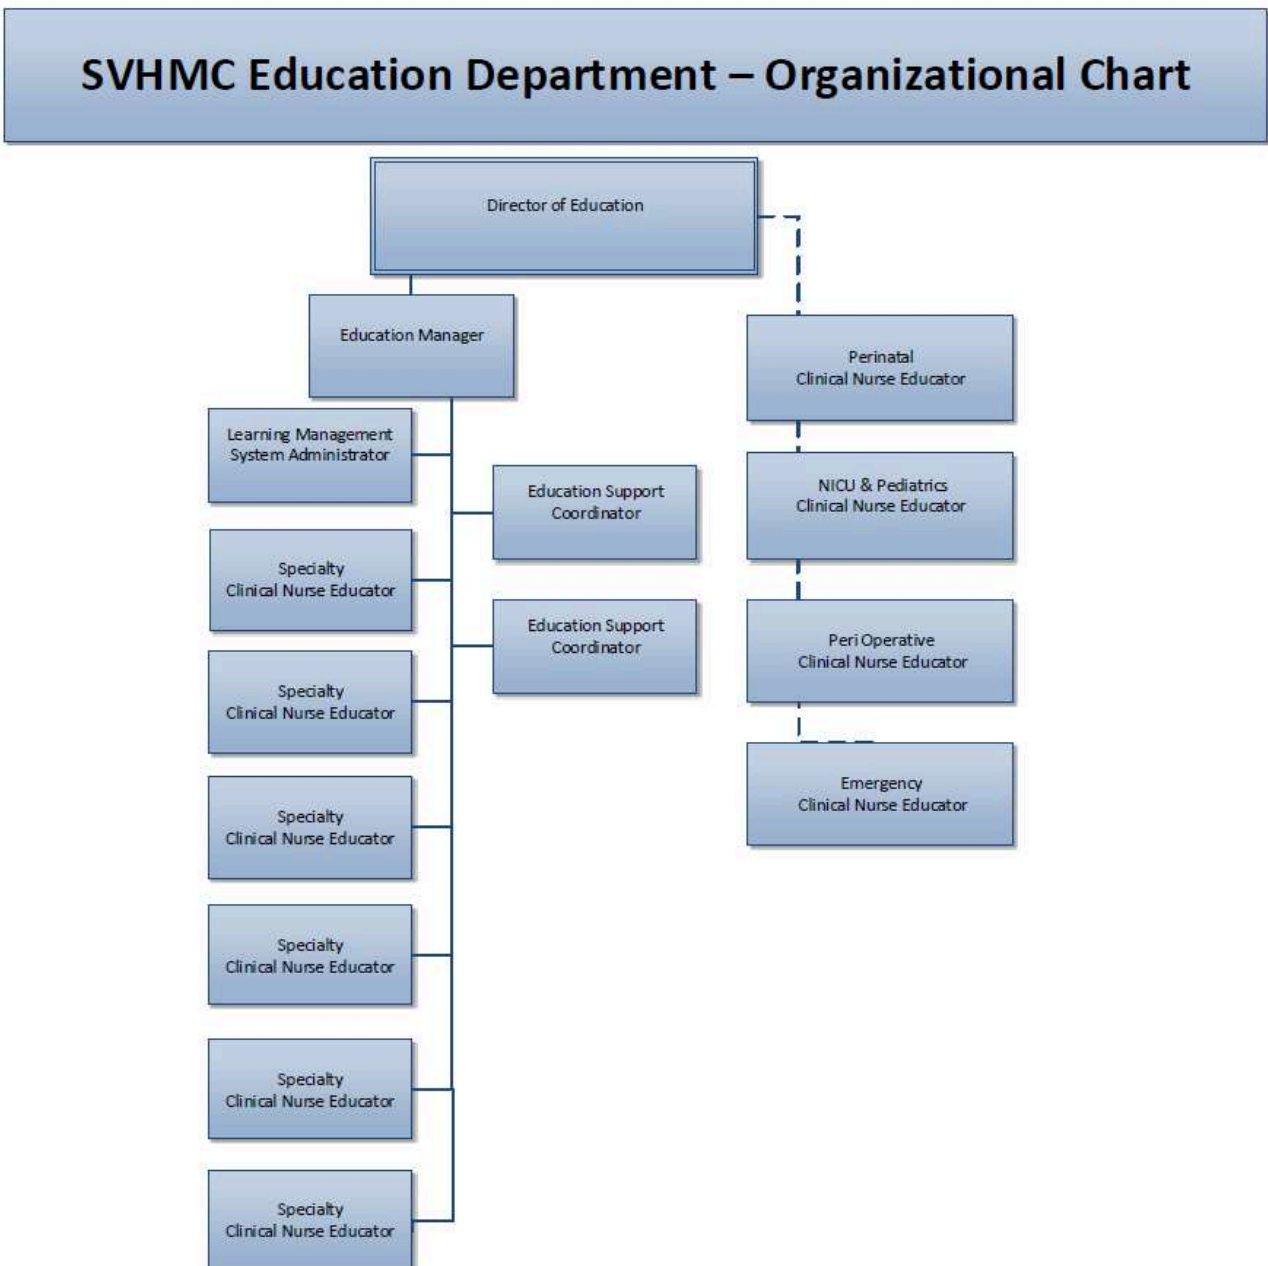 SVHMC Education Department – Organizational Chart
Director of Education
Education Manager
Learning Management
System Administrator
Education Support
Coordinator
Specialty
Clinical Nurse Educator
Education Support
Coordinator
Specialty
Clinical Nurse Educator
Specialty
Clinical Nurse Educator
Specialty
Clinical Nurse Educator
Specialty
Clinical Nurse Educator
Specialty
Clinical Nurse Educator
Perinatal
Clinical Nurse Educator
NICU & Pediatrics
Clinical Nurse Educator
Peri Operative
Clinical Nurse Educator
Emergency
Clinical Nurse Educator